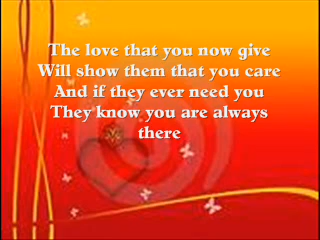 The love that you now give
Will show them that you care
And if they ever need you
They know you are always
there